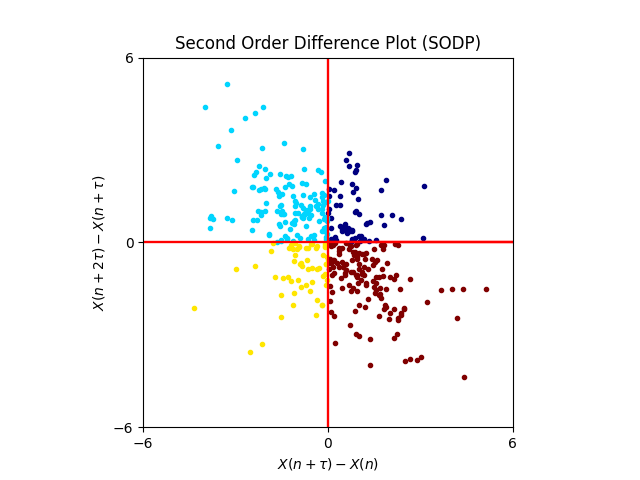 Second Order Difference Plot (SODP)
6
0
−6
X(n + 2τ) − X(n + τ)
−6 0 6
X(n + τ) − X(n)